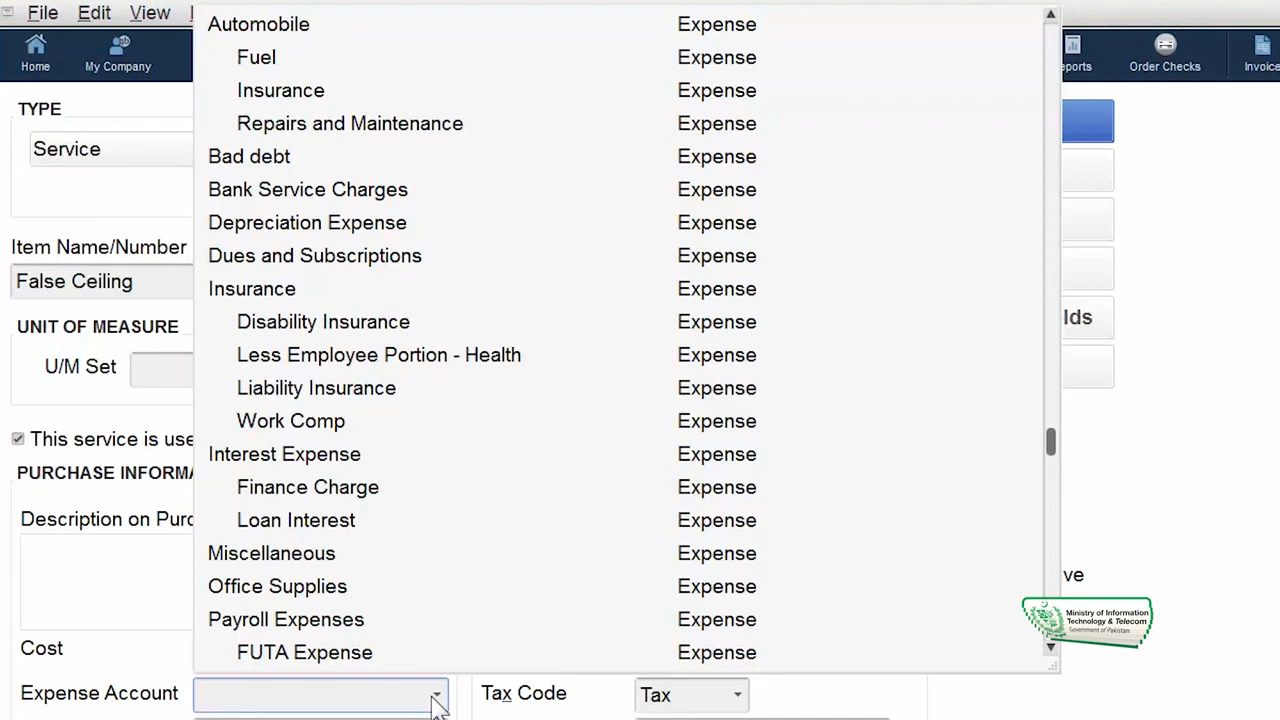 File Edit View
Home My Company
ports Order Checks Invoice
TYPE
Service
Item Name/Number
False Ceiling
UNIT OF MEASURE
U/M Set
This service is use
PURCHASE INFORMA
Description on Purc
Cost
Expense Account
Tax Code Tax
Automobile Expense
Fuel Expense
Insurance Expense
Repairs and Maintenance Expense
Bad debt Expense
Bank Service Charges Expense
Depreciation Expense Expense
Dues and Subscriptions Expense
Insurance Expense
Disability Insurance Expense
Less Employee Portion - Health Expense
Liability Insurance Expense
Work Comp Expense
Interest Expense Expense
Finance Charge Expense
Loan Interest Expense
Miscellaneous Expense
Office Supplies Expense
Payroll Expenses Expense
FUTA Expense Expense
lds
ve
Ministry of Information
Technology & Telecom
Government of Pakistan